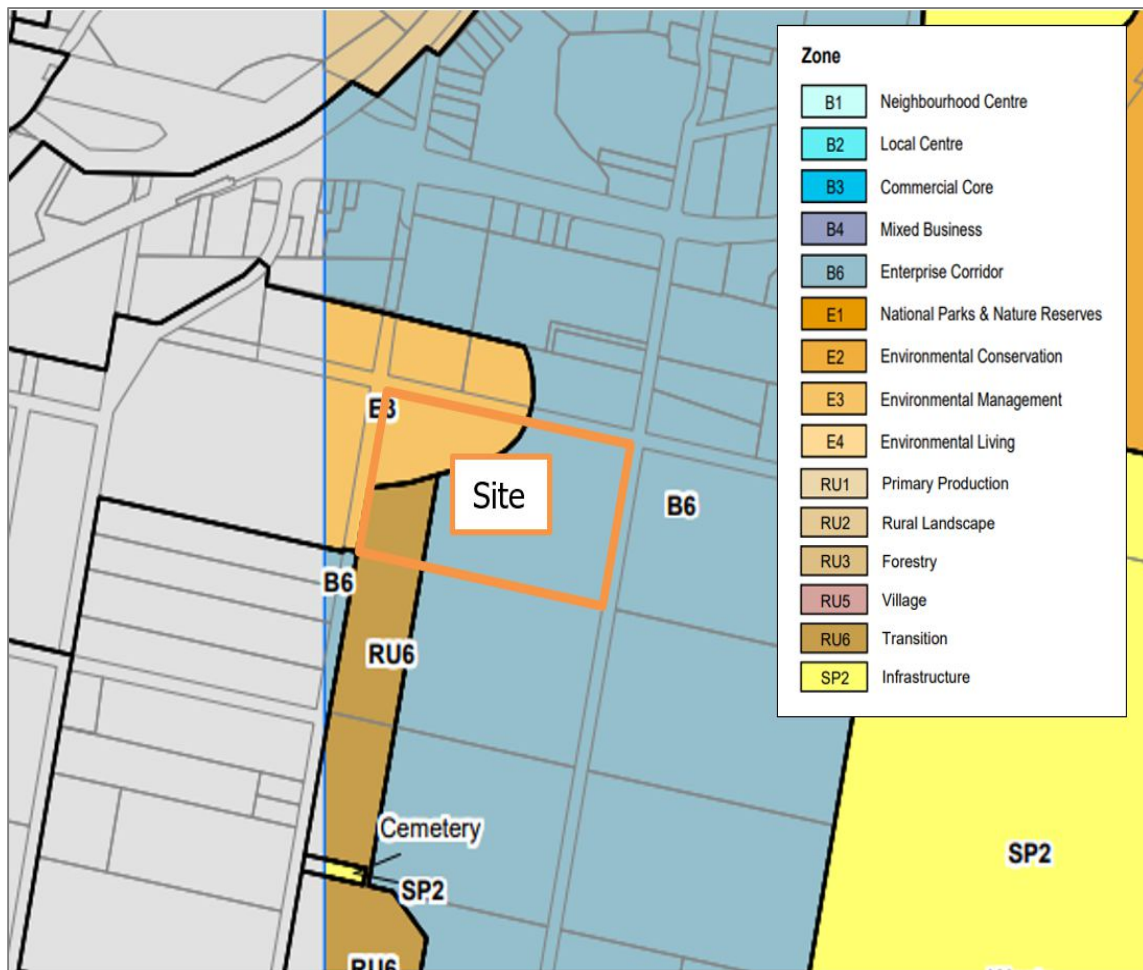 Zone
B1 Neighbourhood Centre
B2 Local Centre
B3 Commercial Core
B4 Mixed Business
B6 Enterprise Corridor
E1 National Parks & Nature Reserves
E2 Environmental Conservation
E3 Environmental Management
E4 Environmental Living
RU1 Primary Production
RU2 Rural Landscape
RU3 Forestry
RU5 Village
RU6 Transition
SP2 Infrastructure
E3
Site
B6
B6
RU6
Cemetery
SP2
SP2
RU6